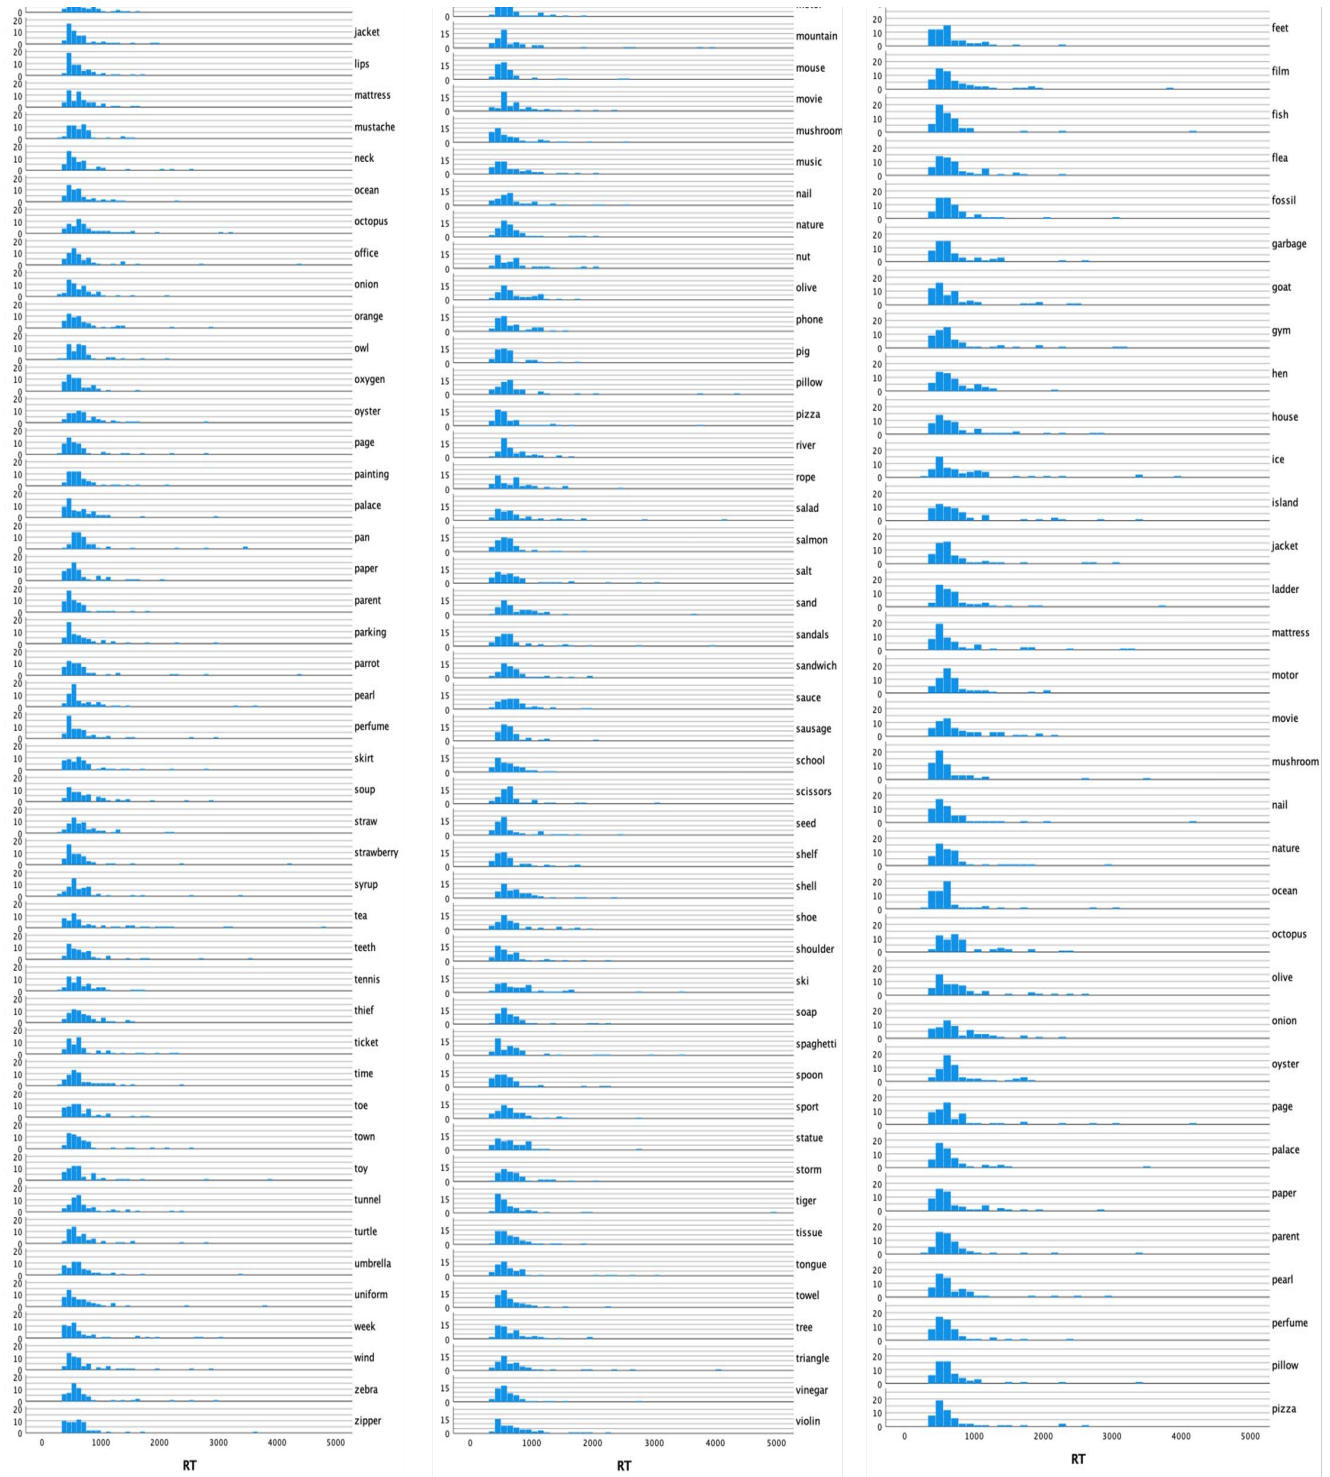 jacket
lips
mattress
mustache
neck
ocean
octopus
office
onion
orange
owl
oxygen
oyster
page
painting
palace
pan
paper
parent
parking
parrot
pearl
perfume
skirt
soup
straw
strawberry
syrup
tea
teeth
tennis
thief
ticket
time
toe
town
toy
tunnel
turtle
umbrella
uniform
week
wind
zebra
zipper
0 1000 2000 3000 4000 5000
RT
mountain
mouse
movie
mushroom
music
nail
nature
nut
olive
phone
pig
pillow
pizza
river
rope
salad
salmon
salt
sand
sandals
sandwich
sauce
sausage
school
scissors
seed
shelf
shell
shoe
shoulder
ski
soap
spaghetti
spoon
sport
statue
storm
tiger
tissue
tongue
towel
tree
triangle
vinegar
violin
0 1000 2000 3000 4000 5000
RT
feet
film
fish
flea
fossil
garbage
goat
gym
hen
house
ice
island
jacket
ladder
mattress
motor
movie
mushroom
nail
nature
ocean
octopus
olive
onion
oyster
page
palace
paper
parent
pearl
perfume
pillow
pizza
0 1000 2000 3000 4000 5000
RT